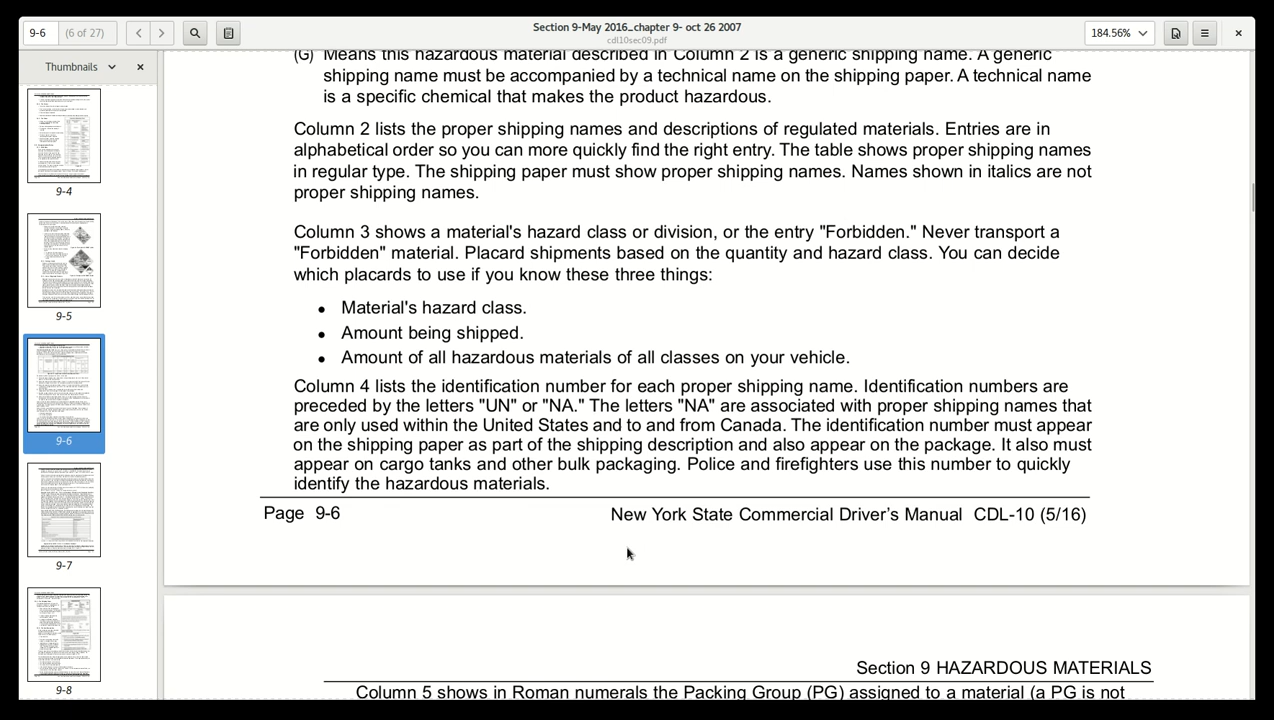 9-6 (6 of 27)
Section 9-May 2016_chapter 9- oct 26 2007
cdl10sec09.pdf
184.56%
Thumbnails
9-4
9-5
9-6
9-7
9-8
(G) Means this hazardous material described in Column 2 is a generic shipping name. A generic
shipping name must be accompanied by a technical name on the shipping paper. A technical name
is a specific chemical that makes the product hazardous.
Column 2 lists the proper shipping names and descriptions of regulated materials. Entries are in
alphabetical order so you can more quickly find the right entry. The table shows proper shipping names
in regular type. The shipping paper must show proper shipping names. Names shown in italics are not
proper shipping names.
Column 3 shows a material's hazard class or division, or the entry "Forbidden." Never transport a
"Forbidden" material. Placard shipments based on the quantity and hazard class. You can decide
which placards to use if you know these three things:
• Material's hazard class.
• Amount being shipped.
• Amount of all hazardous materials of all classes on your vehicle.
Column 4 lists the identification number for each proper shipping name. Identification numbers are
preceded by the letters "UN" or "NA." The letters "NA" are associated with proper shipping names that
are only used within the United States and to and from Canada. The identification number must appear
on the shipping paper as part of the shipping description and also appear on the package. It also must
appear on cargo tanks and other bulk packaging. Police and firefighters use this number to quickly
identify the hazardous materials.
Page 9-6 New York State Commercial Driver's Manual CDL-10 (5/16)
Section 9 HAZARDOUS MATERIALS
Column 5 shows in Roman numerals the Packing Group (PG) assigned to a material (a PG is not